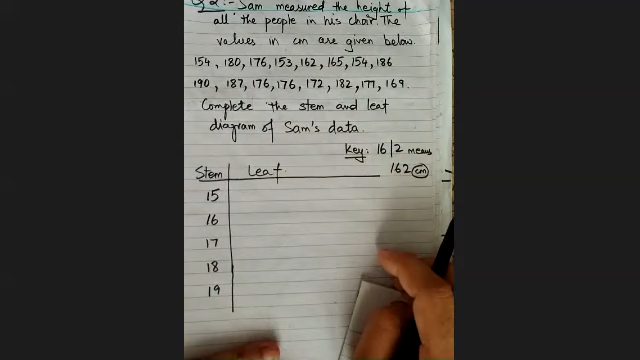 Q2:- Sam measured the height of
all the people in his choir. The
values in cm are given below.
154, 180, 176, 153, 162, 165, 154, 186
190, 187, 176, 176, 172, 182, 177, 169.
Complete the stem and leaf
diagram of Sam's data.
Key: 16|2 means
162 cm
Stem Leaf
15
16
17
18
19